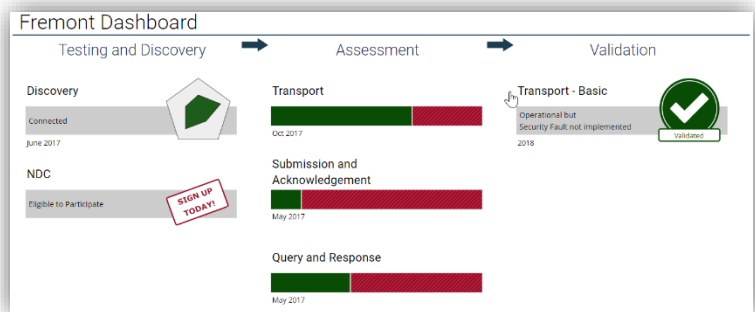 Fremont Dashboard
Testing and Discovery
Assessment
Validation
Discovery
Connected
June 2017
NDC
Eligible to Participate
SIGN UP
TODAY!
Transport
Oct 2017
Submission and
Acknowledgement
May 2017
Query and Response
May 2017
Transport - Basic
Operational but
Security Fault not implemented
Validated
2018